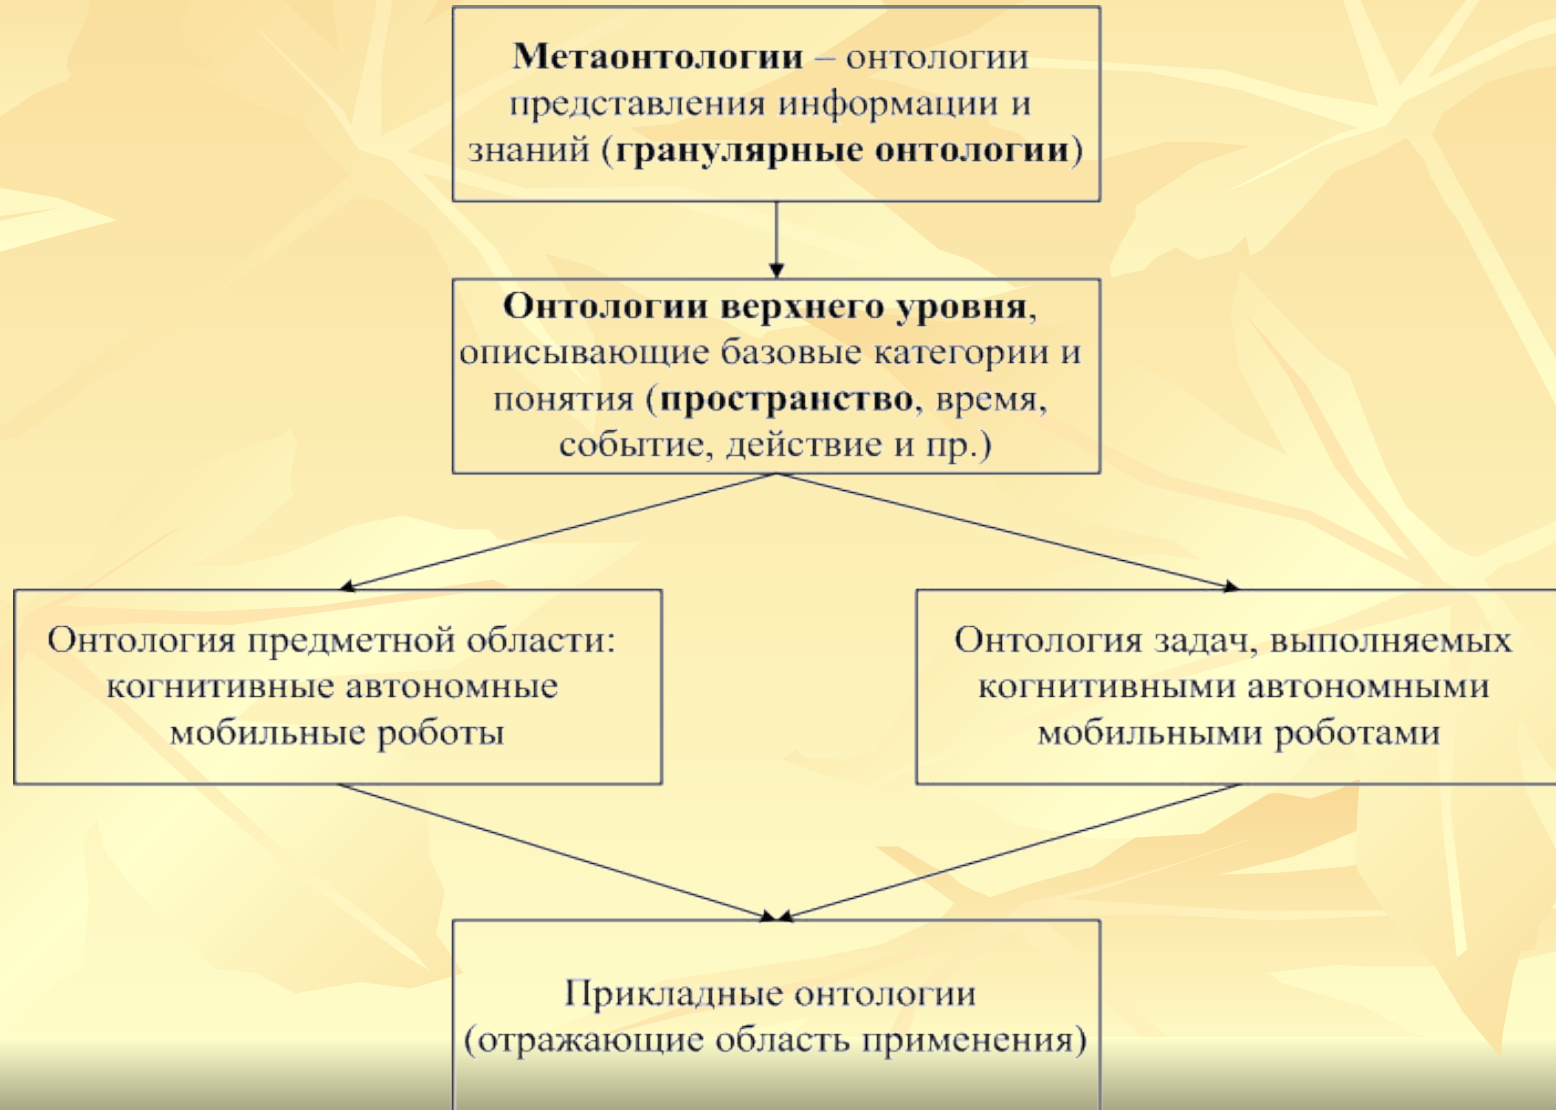 Метаонтологии – онтологии
представления информации и
знаний (гранулярные онтологии)
Онтологии верхнего уровня,
описывающие базовые категории и
понятия (пространство, время,
событие, действие и пр.)
Онтология предметной области:
когнитивные автономные
мобильные роботы
Онтология задач, выполняемых
когнитивными автономными
мобильными роботами
Прикладные онтологии
(отражающие область применения)